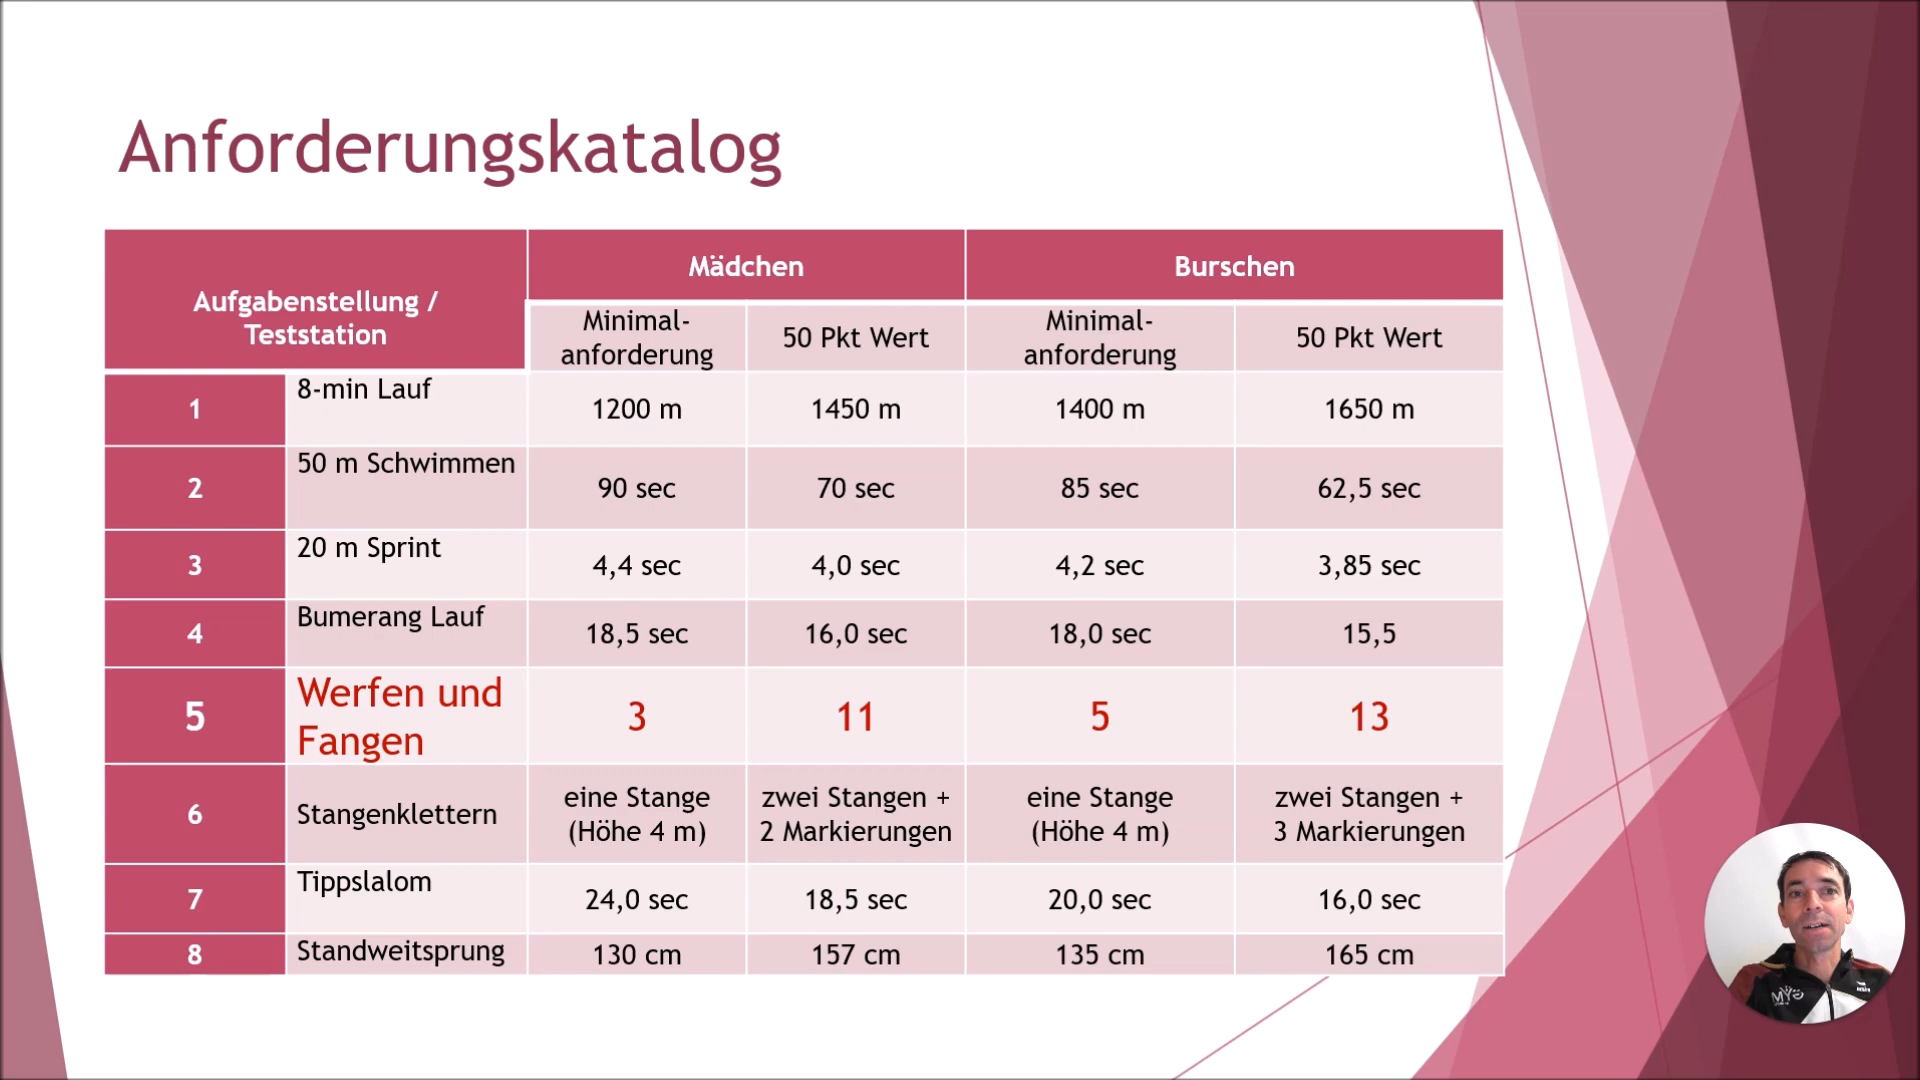 Anforderungskatalog
Aufgabenstellung /
Teststation
Mädchen
Burschen
Minimal-
anforderung
50 Pkt Wert
Minimal-
anforderung
50 Pkt Wert
1
8-min Lauf
1200 m
1450 m
1400 m
1650 m
2
50 m Schwimmen
90 sec
70 sec
85 sec
62,5 sec
3
20 m Sprint
4,4 sec
4,0 sec
4,2 sec
3,85 sec
4
Bumerang Lauf
18,5 sec
16,0 sec
18,0 sec
15,5
5
Werfen und
Fangen
3
11
5
13
6
Stangenklettern
eine Stange
(Höhe 4 m)
zwei Stangen +
2 Markierungen
eine Stange
(Höhe 4 m)
zwei Stangen +
3 Markierungen
7
Tippslalom
24,0 sec
18,5 sec
20,0 sec
16,0 sec
8
Standweitsprung
130 cm
157 cm
135 cm
165 cm